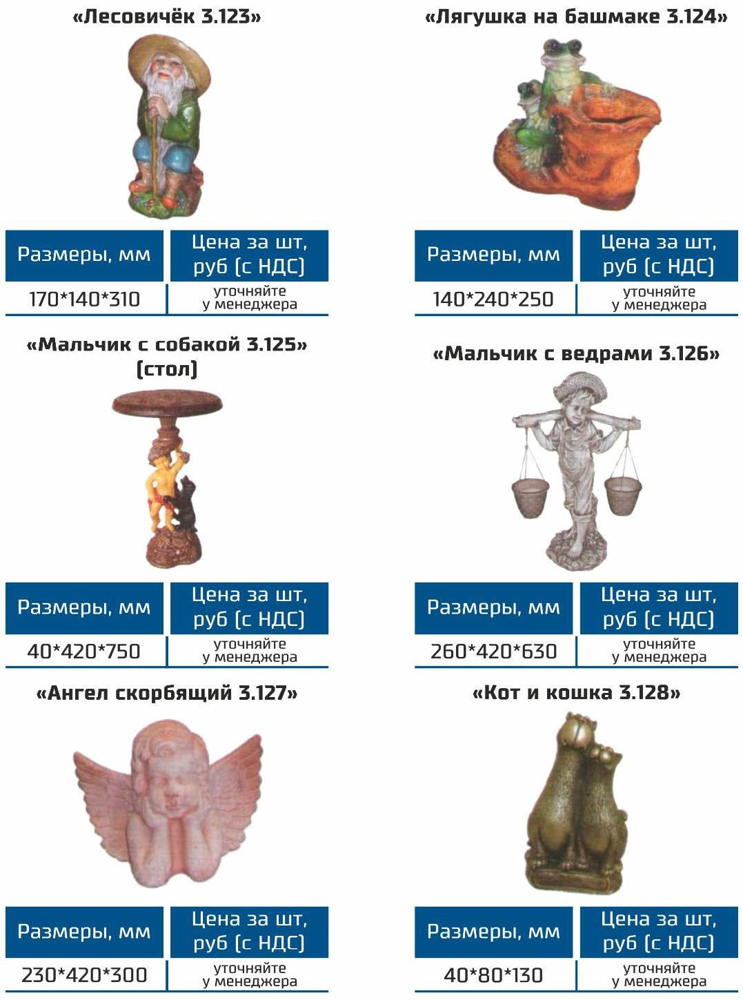 «Лесовичёк 3.123»
Размеры, мм
Цена за шт,
руб (с НДС)
170*140*310
уточняйте
у менеджера
«Лягушка на башмаке 3.124»
Размеры, мм
Цена за шт,
руб (с НДС)
140*240*250
уточняйте
у менеджера
«Мальчик с собакой 3.125»
(стол)
Размеры, мм
Цена за шт,
руб (с НДС)
40*420*750
уточняйте
у менеджера
«Мальчик с ведрами 3.126»
Размеры, мм
Цена за шт,
руб (с НДС)
260*420*630
уточняйте
у менеджера
«Ангел скорбящий 3.127»
Размеры, мм
Цена за шт,
руб (с НДС)
230*420*300
уточняйте
у менеджера
«Кот и кошка 3.128»
Размеры, мм
Цена за шт,
руб (с НДС)
40*80*130
уточняйте
у менеджера